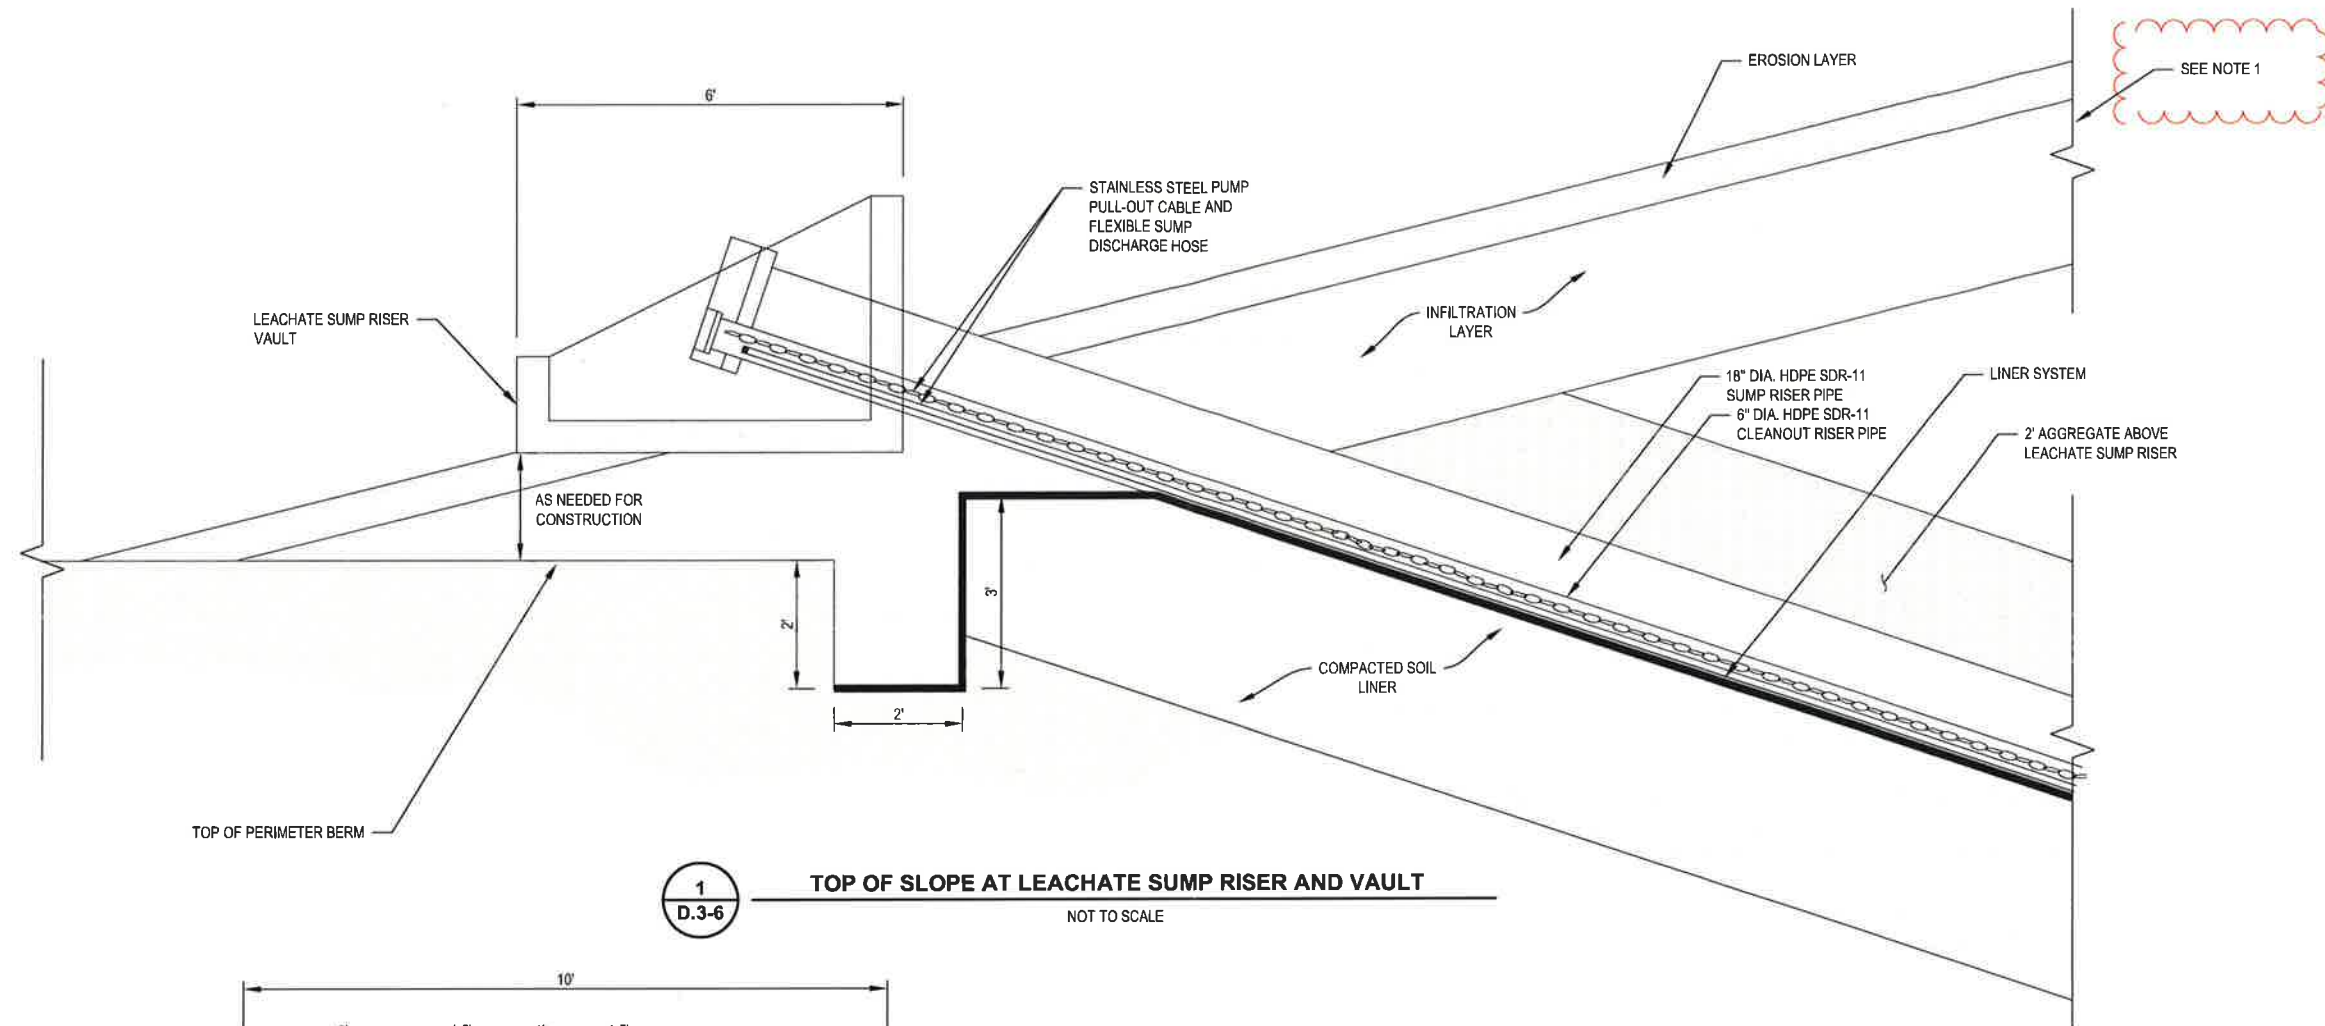 6'
EROSION LAYER
SEE NOTE 1
STAINLESS STEEL PUMP
PULL-OUT CABLE AND
FLEXIBLE SUMP
DISCHARGE HOSE
LEACHATE SUMP RISER
VAULT
INFILTRATION
LAYER
18" DIA. HDPE SDR-11
SUMP RISER PIPE
6" DIA. HDPE SDR-11
CLEANOUT RISER PIPE
LINER SYSTEM
2' AGGREGATE ABOVE
LEACHATE SUMP RISER
AS NEEDED FOR
CONSTRUCTION
2'
3'
2'
COMPACTED SOIL
LINER
TOP OF PERIMETER BERM
1
D.3-6
TOP OF SLOPE AT LEACHATE SUMP RISER AND VAULT
NOT TO SCALE
10'